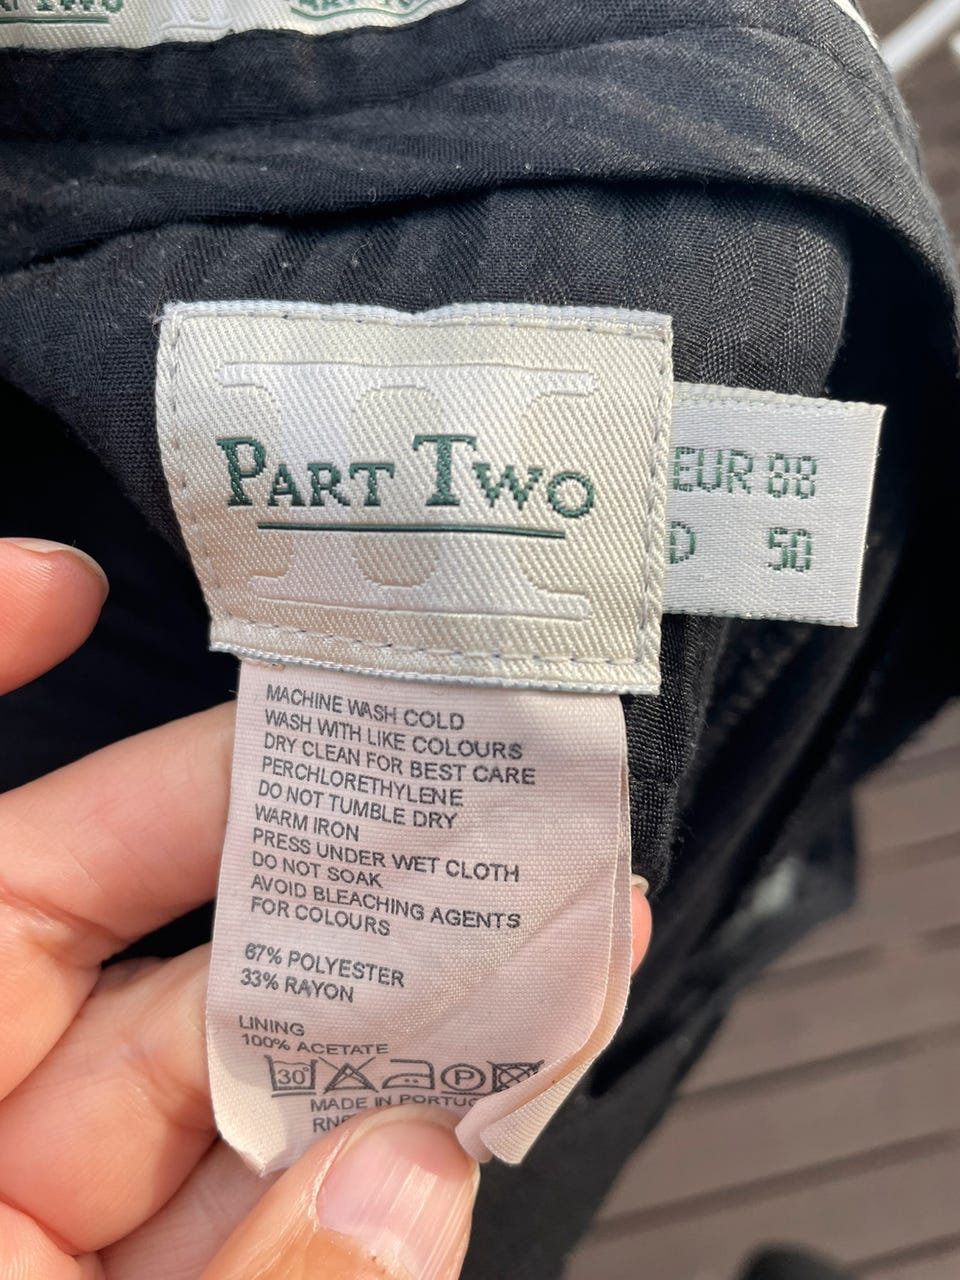 PART TWO
EUR 88
D 50
MACHINE WASH COLD
WASH WITH LIKE COLOURS
DRY CLEAN FOR BEST CARE
PERCHLORETHYLENE
DO NOT TUMBLE DRY
WARM IRON
PRESS UNDER WET CLOTH
DO NOT SOAK
AVOID BLEACHING AGENTS
FOR COLOURS
67% POLYESTER
33% RAYON
LINING
100% ACETATE
30° P
MADE IN